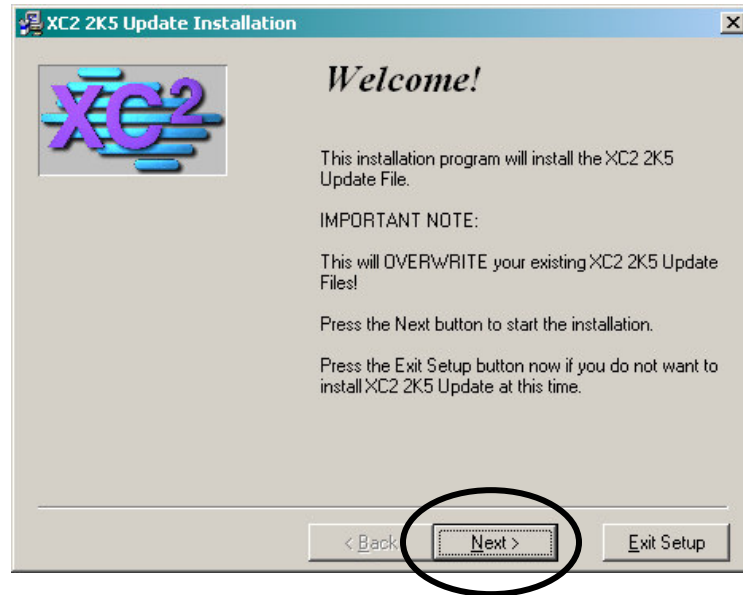 XC2 2K5 Update Installation
XC2
Welcome!
This installation program will install the XC2 2K5
Update File.
IMPORTANT NOTE:
This will OVERWRITE your existing XC2 2K5 Update
Files!
Press the Next button to start the installation.
Press the Exit Setup button now if you do not want to
install XC2 2K5 Update at this time.
< Back
Next >
Exit Setup